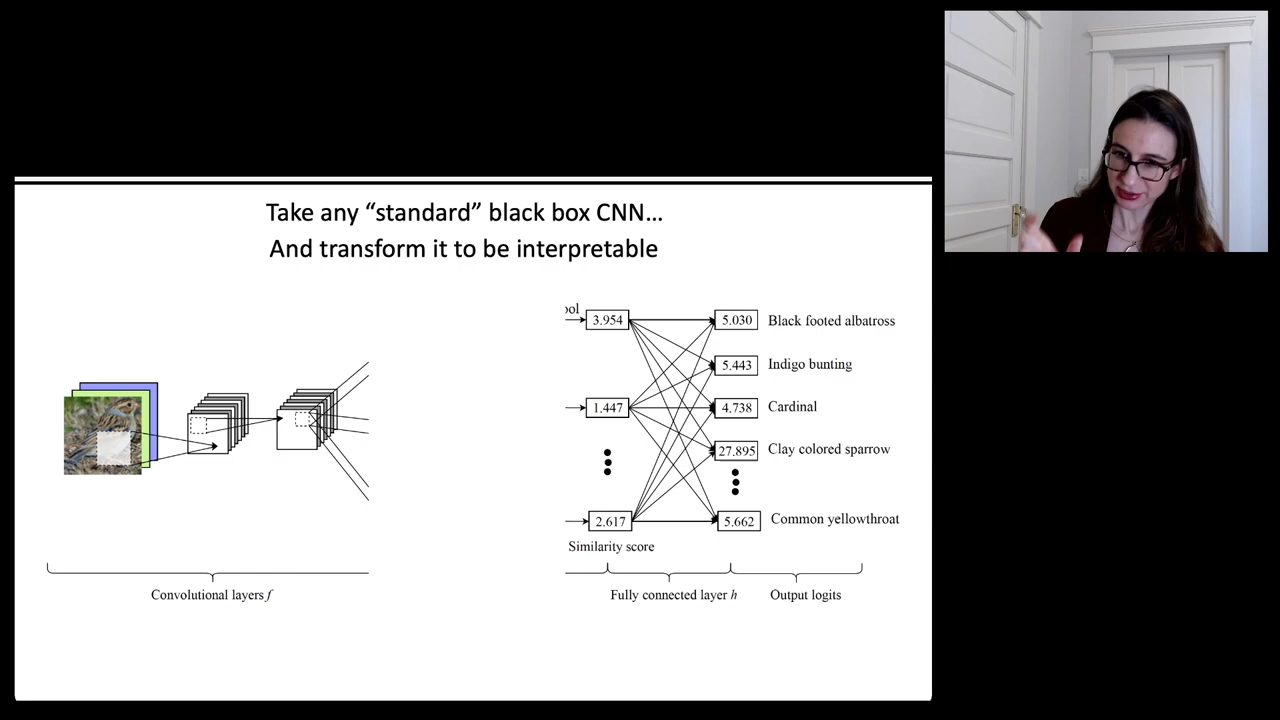 Take any “standard” black box CNN…
And transform it to be interpretable
ool
3.954
5.030
Black footed albatross
5.443
Indigo bunting
1.447
4.738
Cardinal
27.895
Clay colored sparrow
2.617
5.662
Common yellowthroat
Similarity score
Convolutional layers f
Fully connected layer h
Output logits